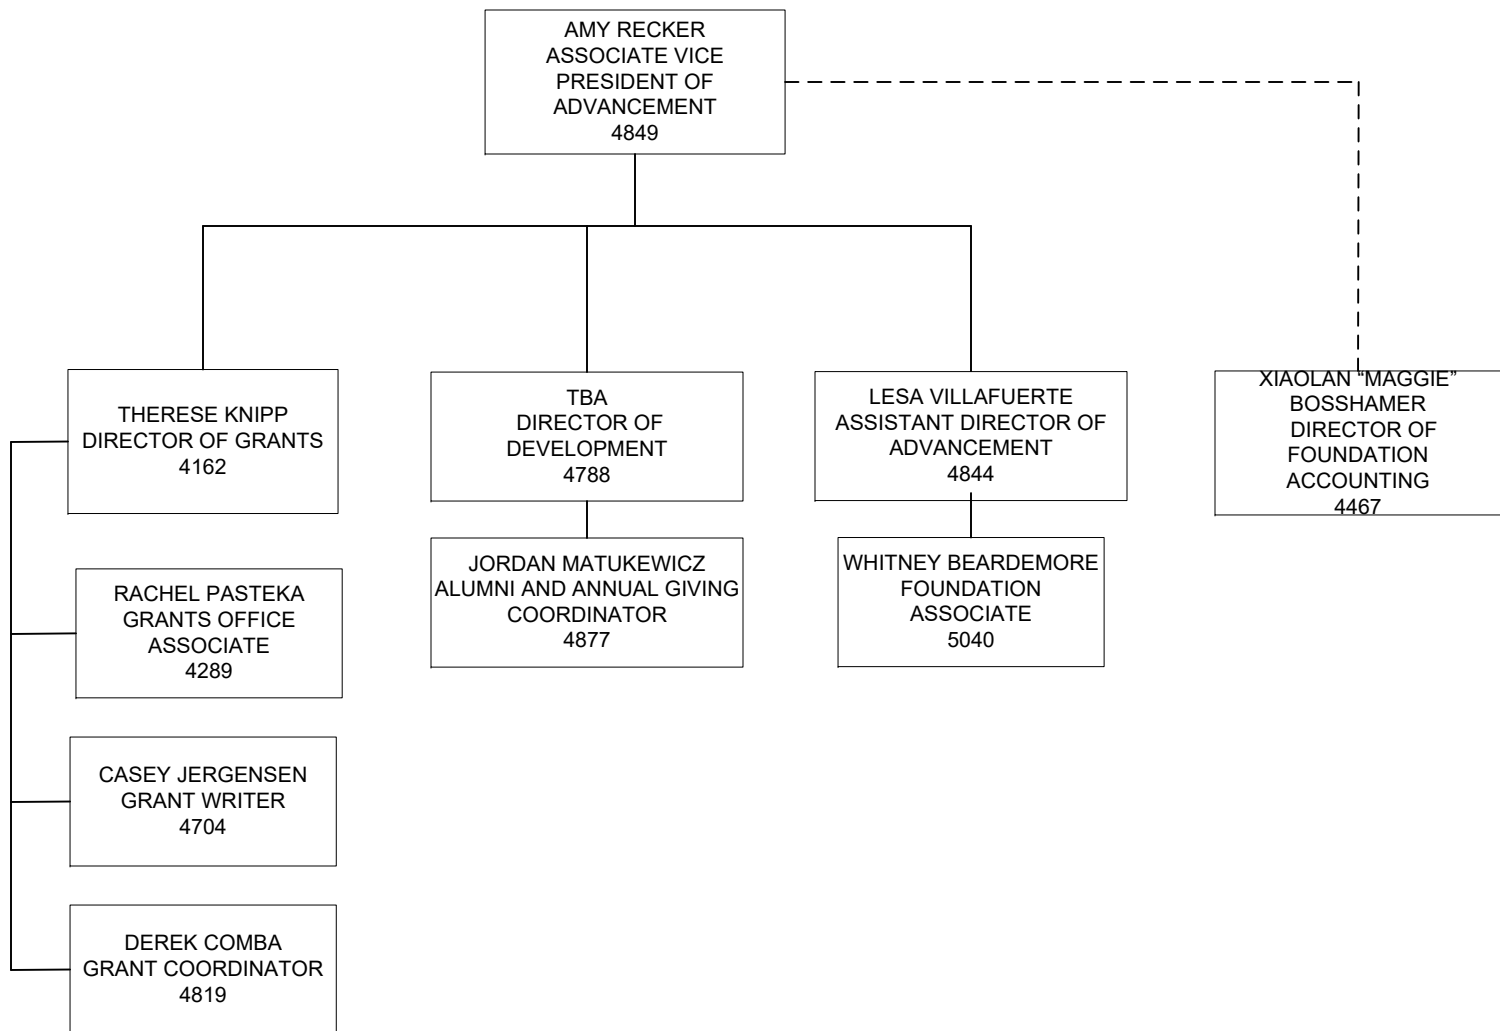 AMY RECKER
ASSOCIATE VICE
PRESIDENT OF
ADVANCEMENT
4849
THERESE KNIPP
DIRECTOR OF GRANTS
4162
TBA
DIRECTOR OF
DEVELOPMENT
4788
LESA VILLAFUERTE
ASSISTANT DIRECTOR OF
ADVANCEMENT
4844
XIAOLAN “MAGGIE”
BOSSHAMER
DIRECTOR OF
FOUNDATION
ACCOUNTING
4467
RACHEL PASTEKA
GRANTS OFFICE
ASSOCIATE
4289
JORDAN MATUKEWICZ
ALUMNI AND ANNUAL GIVING
COORDINATOR
4877
WHITNEY BEARDEMORE
FOUNDATION
ASSOCIATE
5040
CASEY JERGENSEN
GRANT WRITER
4704
DEREK COMBA
GRANT COORDINATOR
4819